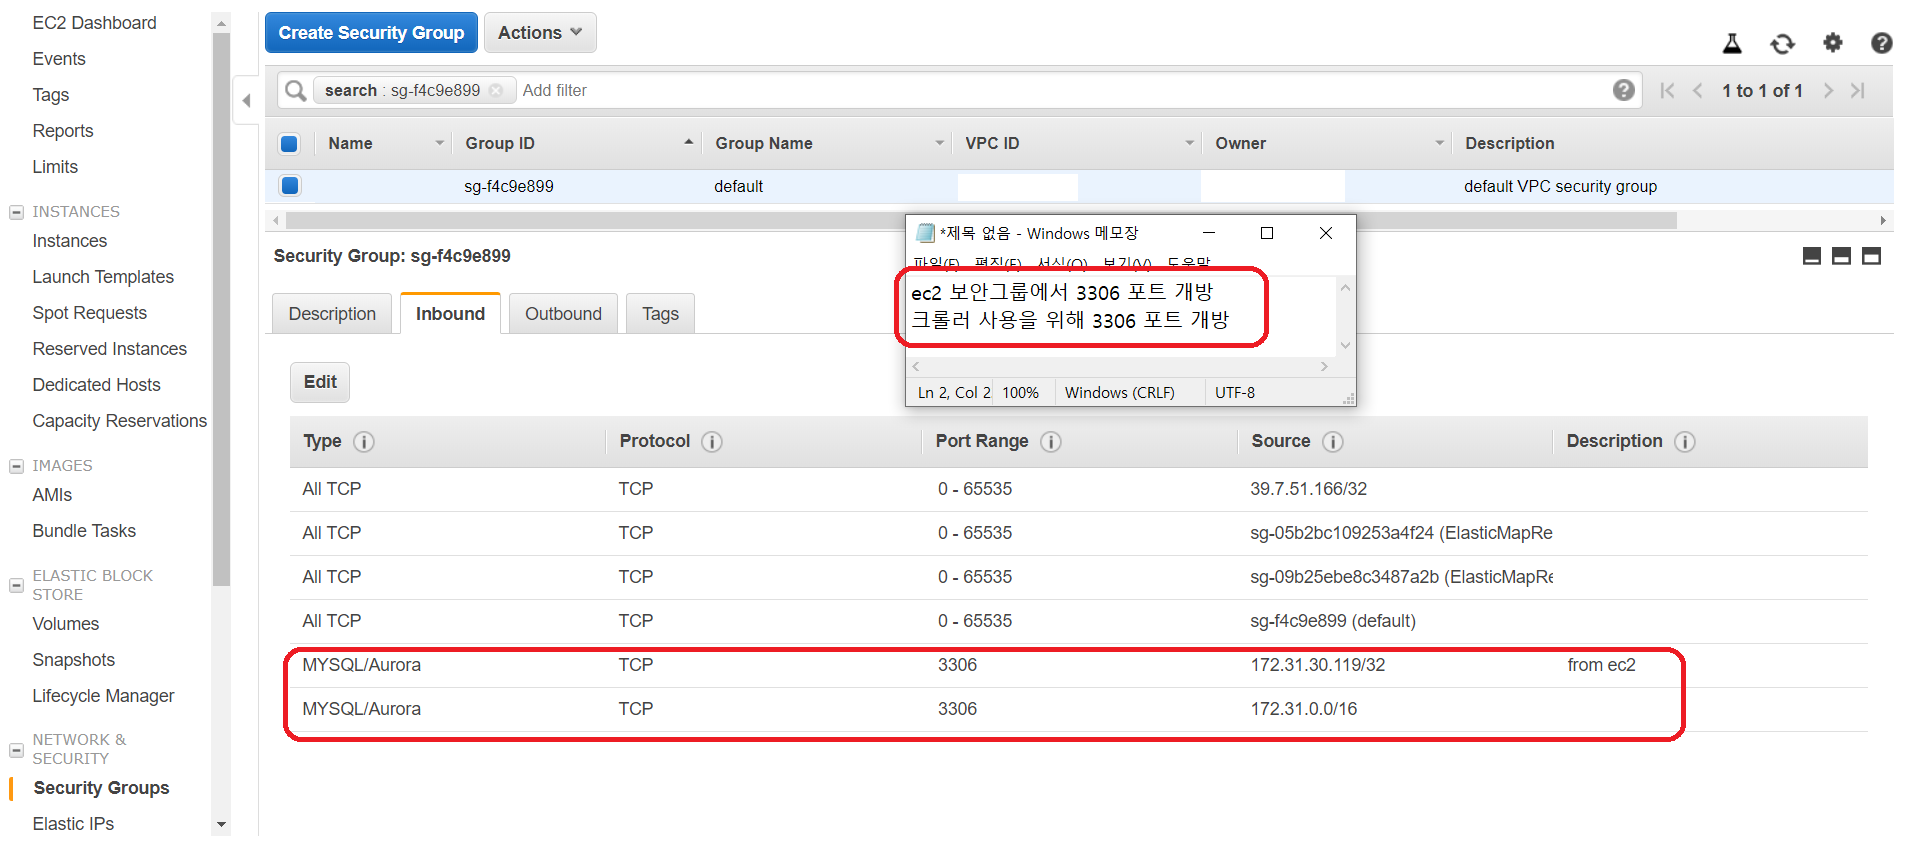 EC2 Dashboard
Events
Tags
Reports
Limits
INSTANCES
Instances
Launch Templates
Spot Requests
Reserved Instances
Dedicated Hosts
Capacity Reservations
IMAGES
AMIs
Bundle Tasks
ELASTIC BLOCK
STORE
Volumes
Snapshots
Lifecycle Manager
NETWORK &
SECURITY
Security Groups
Elastic IPs
Create Security Group Actions
search : sg-f4c9e899 Add filter 1 to 1 of 1
Name Group ID Group Name VPC ID Owner Description
sg-f4c9e899 default default VPC security group
Security Group: sg-f4c9e899
Description Inbound Outbound Tags
*제목 없음 - Windows 메모장
파일(F) 편집(E) 서식(O) 보기(V) 도움말
ec2 보안그룹에서 3306 포트 개방
크롤러 사용을 위해 3306 포트 개방
Ln 2, Col 2 100% Windows (CRLF) UTF-8
Edit
Type Protocol Port Range Source Description
All TCP TCP 0 - 65535 39.7.51.166/32
All TCP TCP 0 - 65535 sg-05b2bc109253a4f24 (ElasticMapRe
All TCP TCP 0 - 65535 sg-09b25ebe8c3487a2b (ElasticMapRe
All TCP TCP 0 - 65535 sg-f4c9e899 (default)
MYSQL/Aurora TCP 3306 172.31.30.119/32 from ec2
MYSQL/Aurora TCP 3306 172.31.0.0/16